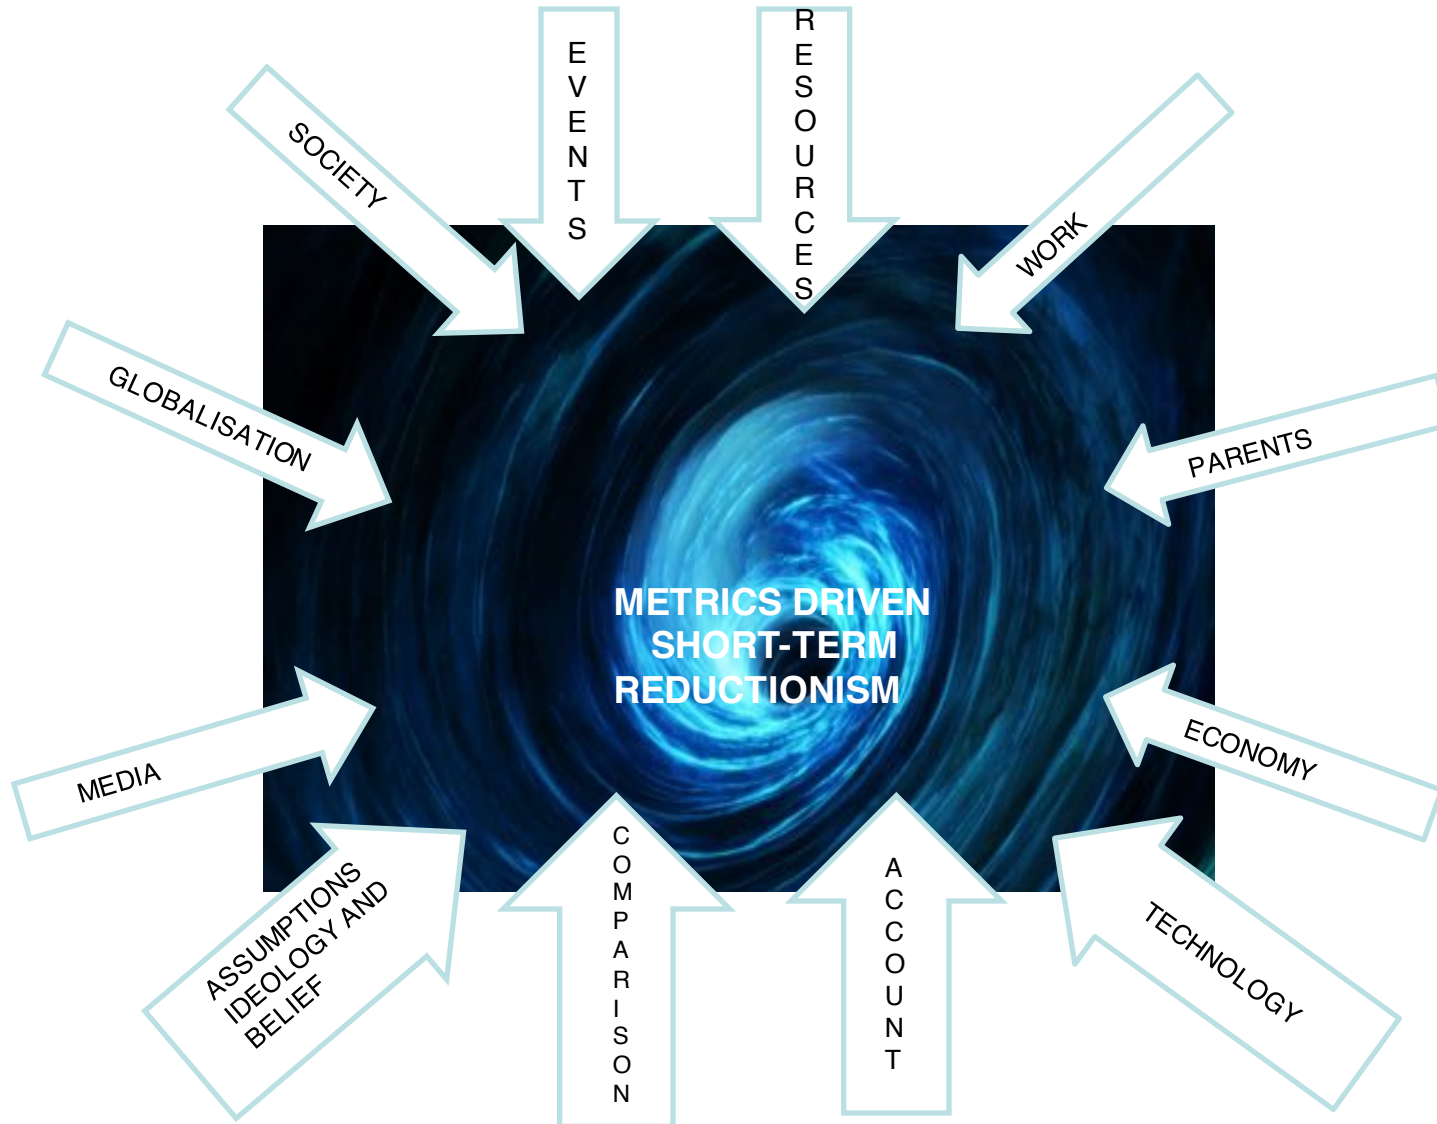 EVENTS
RESOURCES
SOCIETY
WORK
GLOBALISATION
PARENTS
METRICS DRIVEN
SHORT-TERM
REDUCTIONISM
MEDIA
ECONOMY
ASSUMPTIONS
IDEOLOGY AND
BELIEF
COMPARISON
ACCOUNT
TECHNOLOGY